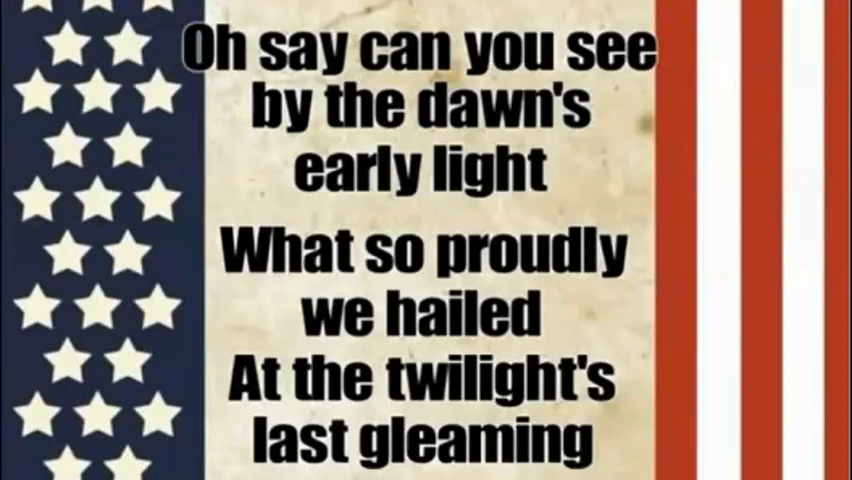 Oh say can you see
by the dawn's
early light
What so proudly
we hailed
At the twilight's
last gleaming